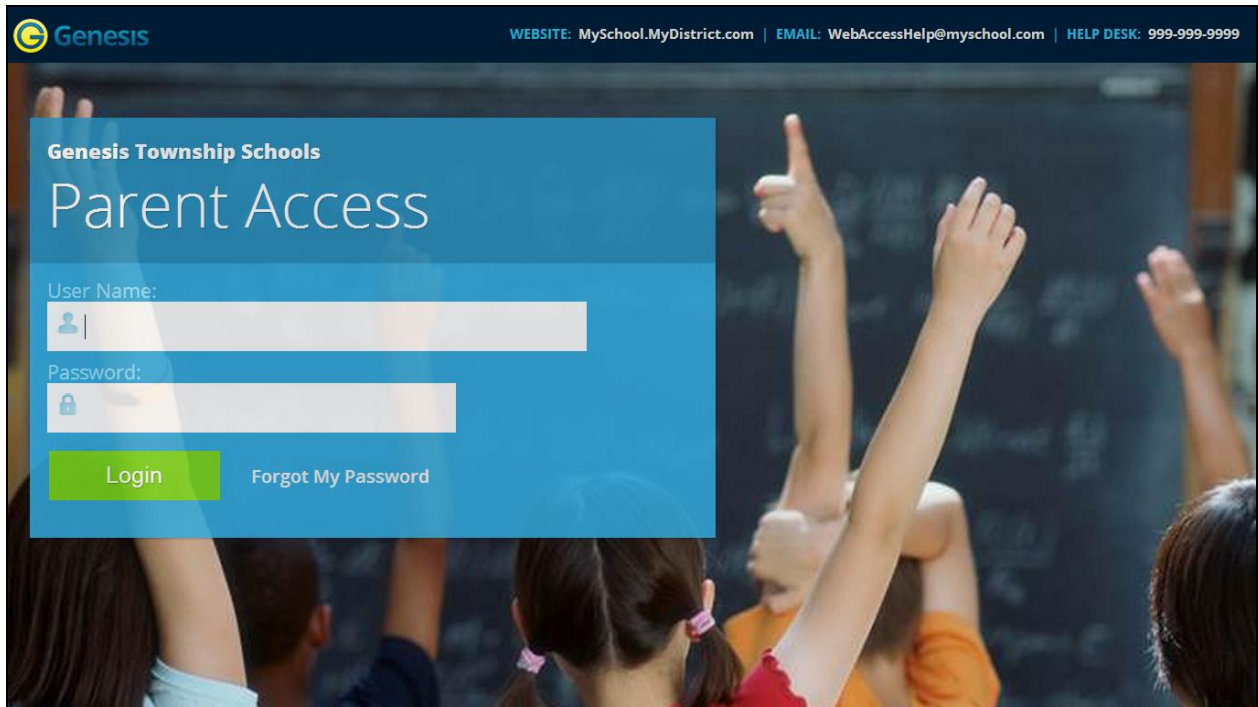 Genesis
WEBSITE: MySchool.MyDistrict.com | EMAIL: WebAccessHelp@myschool.com | HELP DESK: 999-999-9999
Genesis Township Schools
Parent Access
User Name:
Password:
Login Forgot My Password